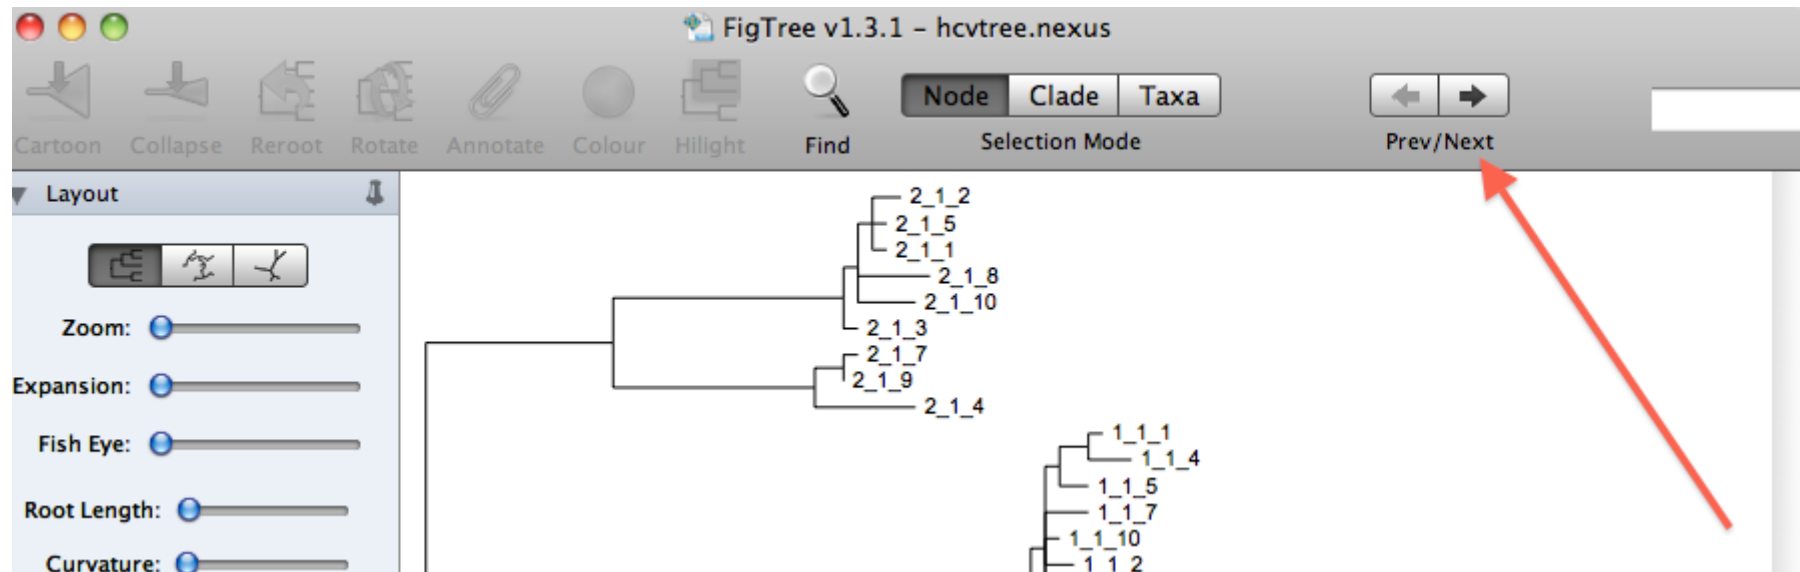 FigTree v1.3.1 – hcvtree.nexus
Cartoon Collapse Reroot Rotate Annotate Colour Hilight Find
Node Clade Taxa
Selection Mode
Prev/Next
Layout
Zoom:
Expansion:
Fish Eye:
Root Length:
Curvature:
2_1_2
2_1_5
2_1_1
2_1_8
2_1_10
2_1_3
2_1_7
2_1_9
2_1_4
1_1_1
1_1_4
1_1_5
1_1_7
1_1_10
1_1_2